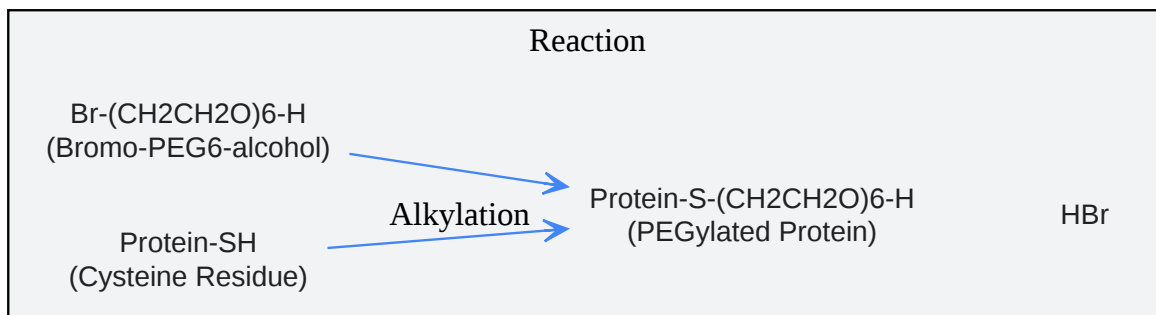 Reaction
Br-(CH2CH2O)6-H
(Bromo-PEG6-alcohol)
Alkylation
Protein-SH
(Cysteine Residue)
Protein-S-(CH2CH2O)6-H
(PEGylated Protein)
HBr